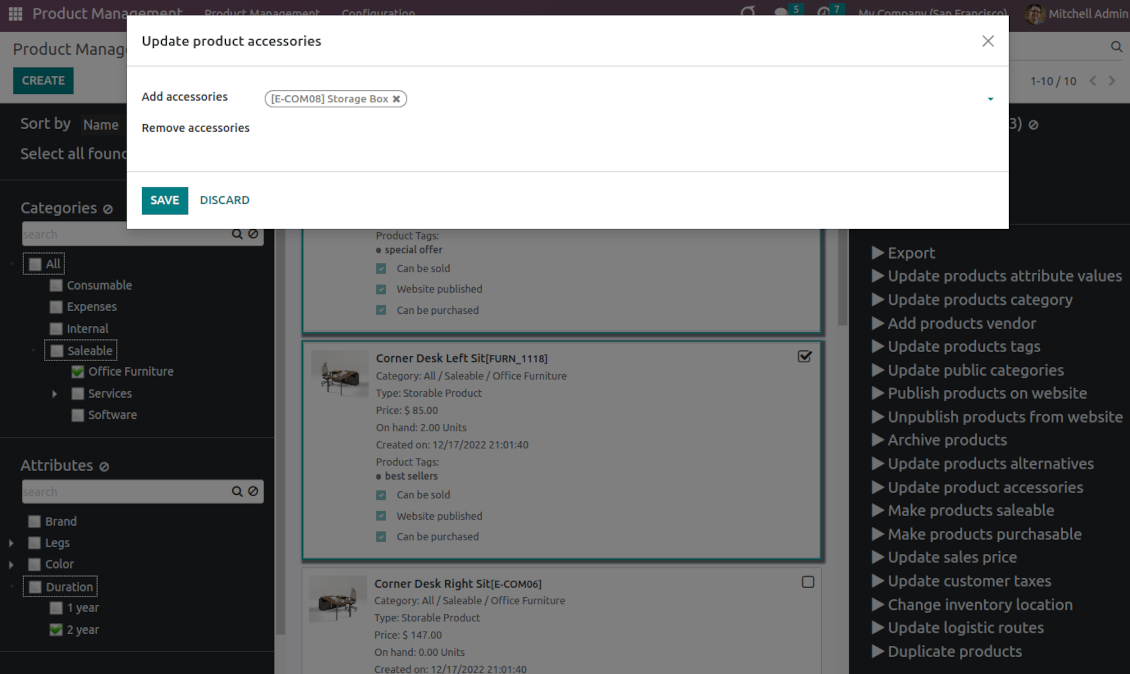 Product Management Product Management Configuration 5 7 My Company (San Francisco) Mitchell Admin
Product Manag
CREATE
1-10 / 10
Update product accessories
Add accessories
[E-COM08] Storage Box
Remove accessories
SAVE DISCARD
Sort by Name
3)
Select all found
Categories
search
All
Consumable
Expenses
Internal
Saleable
Office Furniture
Services
Software
Attributes
search
Brand
Legs
Color
Duration
1 year
2 year
Product Tags:
special offer
Can be sold
Website published
Can be purchased
Corner Desk Left Sit[FURN_1118]
Category: All / Saleable / Office Furniture
Type: Storable Product
Price: $ 85.00
On hand: 2.00 Units
Created on: 12/17/2022 21:01:40
Product Tags:
best sellers
Can be sold
Website published
Can be purchased
Corner Desk Right Sit[E-COM06]
Category: All / Saleable / Office Furniture
Type: Storable Product
Price: $ 147.00
On hand: 0.00 Units
Created on: 12/17/2022 21:01:40
Export
Update products attribute values
Update products category
Add products vendor
Update products tags
Update public categories
Publish products on website
Unpublish products from website
Archive products
Update products alternatives
Update product accessories
Make products saleable
Make products purchasable
Update sales price
Update customer taxes
Change inventory location
Update logistic routes
Duplicate products